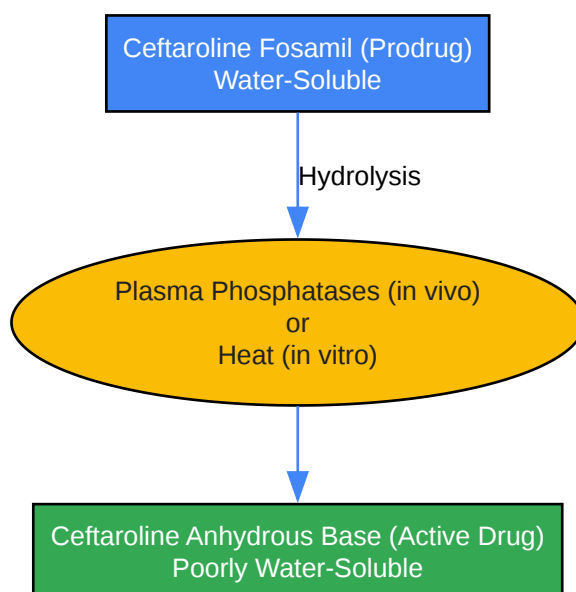 Ceftaroline Fosamil (Prodrug)
Water-Soluble
Hydrolysis
Plasma Phosphatases (in vivo)
or
Heat (in vitro)
Ceftaroline Anhydrous Base (Active Drug)
Poorly Water-Soluble